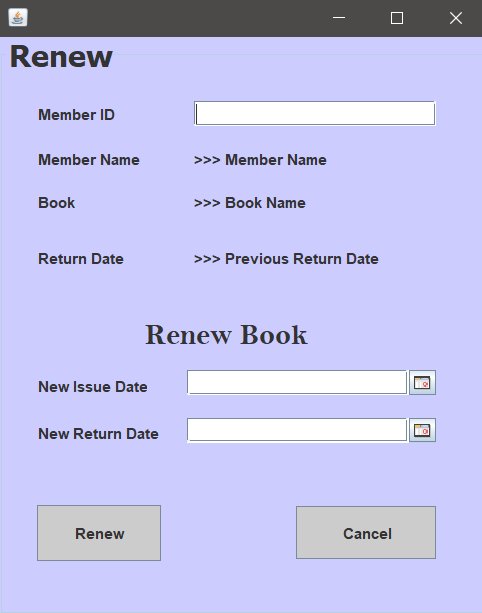 Renew
Member ID
Member Name >>> Member Name
Book >>> Book Name
Return Date >>> Previous Return Date
Renew Book
New Issue Date
New Return Date
Renew Cancel